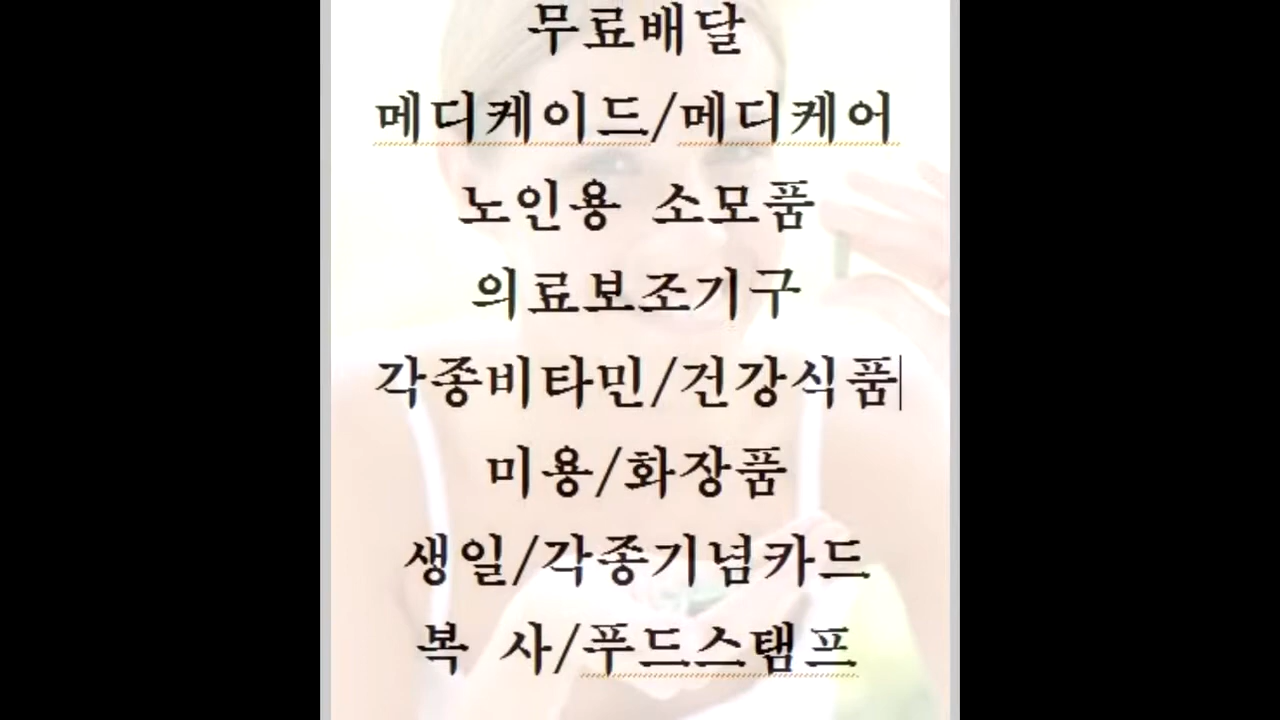 무료배달
메디케이드/메디케어
노인용 소모품
의료보조기구
각종비타민/건강식품
미용/화장품
생일/각종기념카드
복 사/푸드스탬프